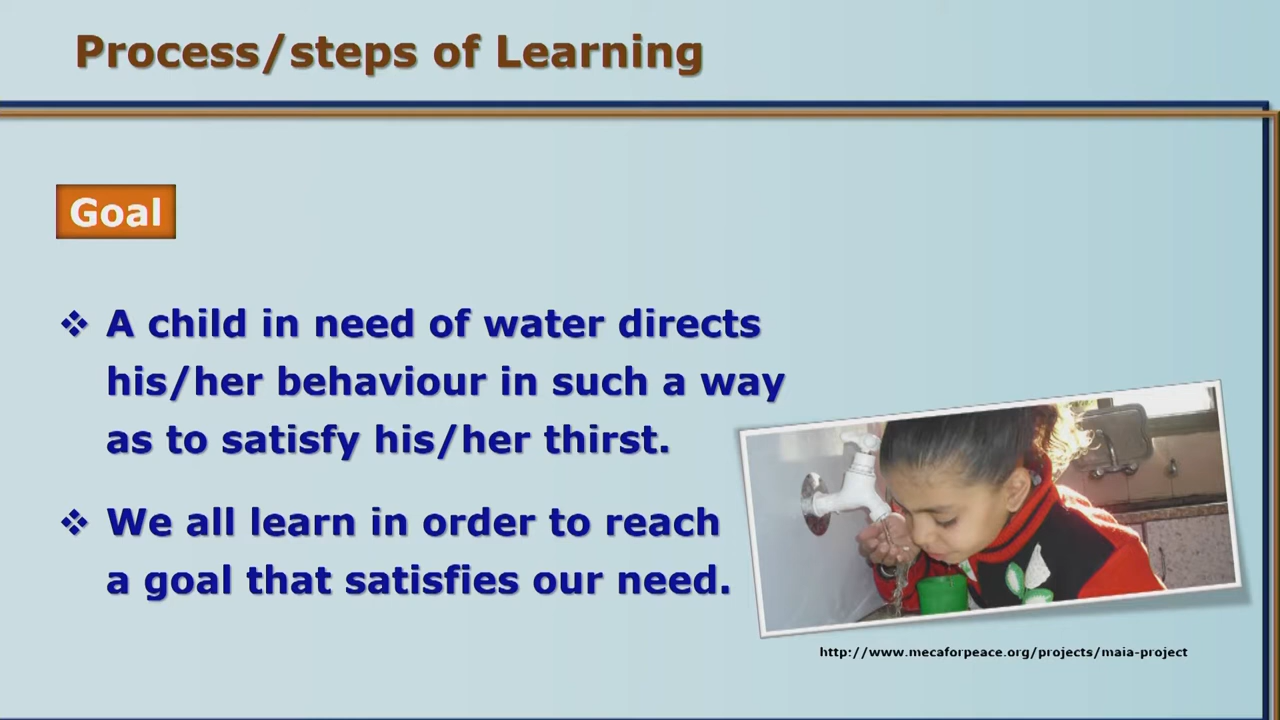 Process/steps of Learning
Goal
❖ A child in need of water directs
his/her behaviour in such a way
as to satisfy his/her thirst.
❖ We all learn in order to reach
a goal that satisfies our need.
http://www.mecaforpeace.org/projects/maia-project